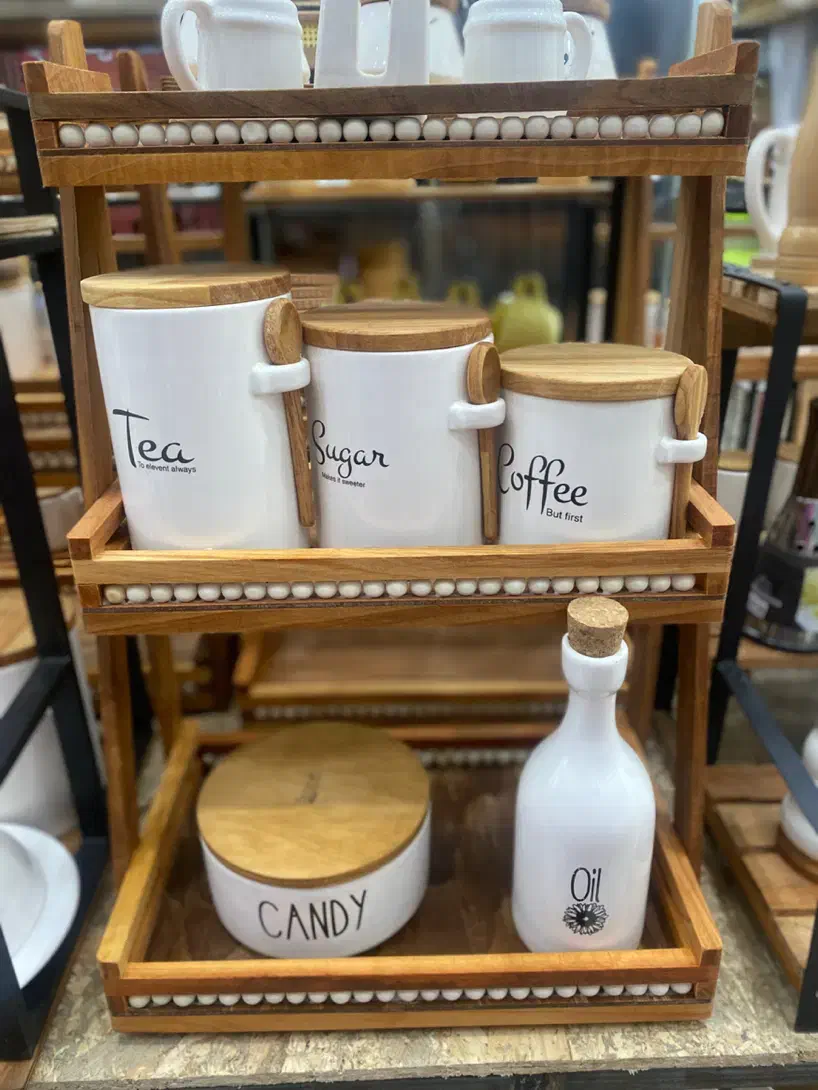 Tea
To elevent always
Sugar
Makes it sweeter
Coffee
But first
CANDY
Oil